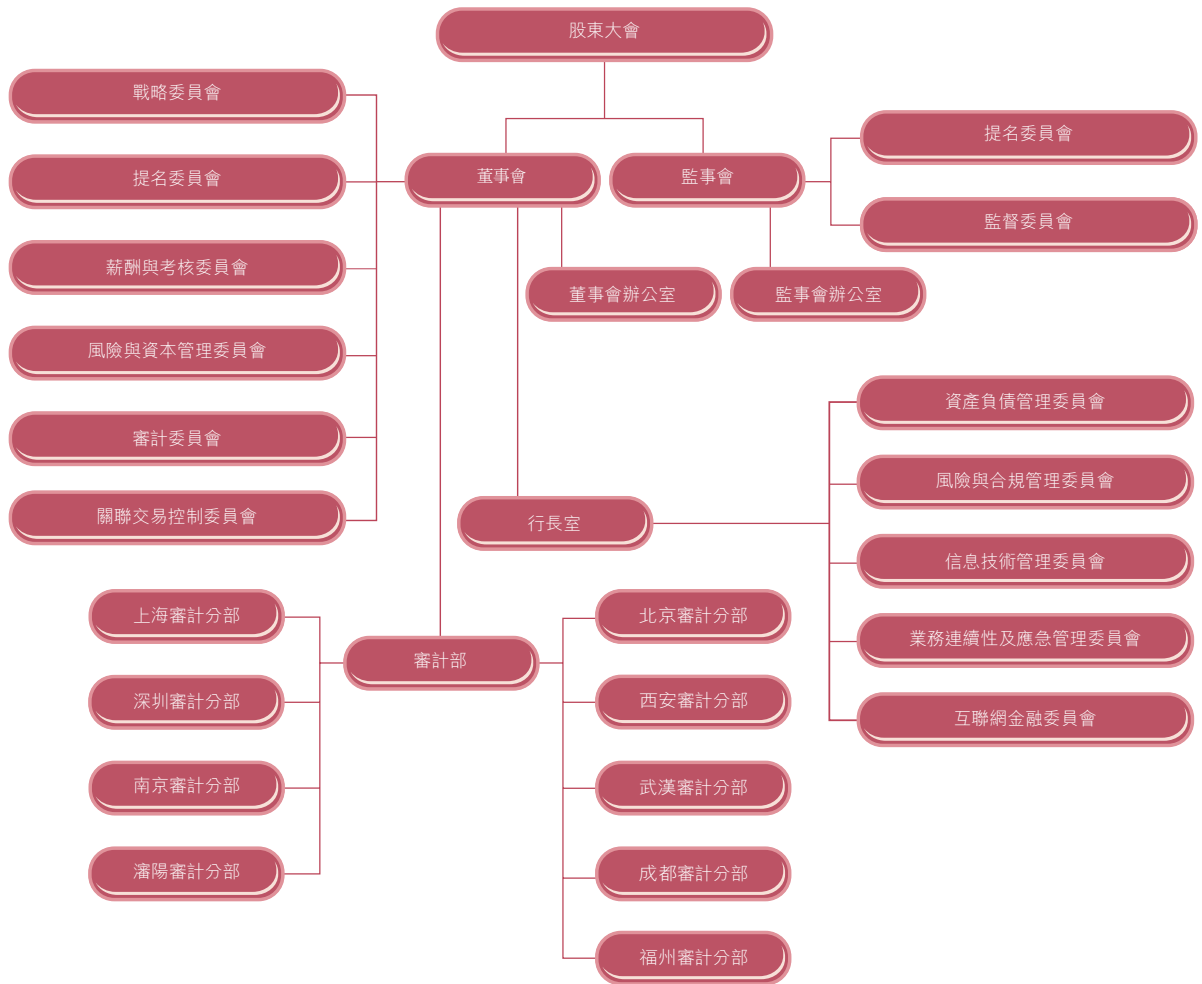 股東大會
戰略委員會
提名委員會
薪酬與考核委員會
風險與資本管理委員會
審計委員會
關聯交易控制委員會
董事會
監事會
提名委員會
監督委員會
董事會辦公室
監事會辦公室
行長室
資產負債管理委員會
風險與合規管理委員會
信息技術管理委員會
業務連續性及應急管理委員會
互聯網金融委員會
審計部
上海審計分部
深圳審計分部
南京審計分部
瀋陽審計分部
北京審計分部
西安審計分部
武漢審計分部
成都審計分部
福州審計分部